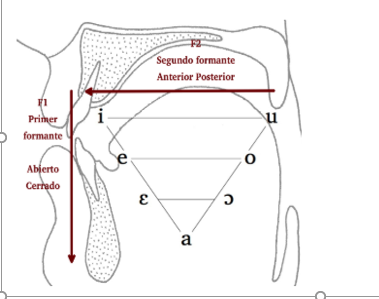 F2
Segundo formante
Anterior Posterior
F1
Primer
formante
Abierto
Cerrado
i u
e o
ɛ ɔ
a